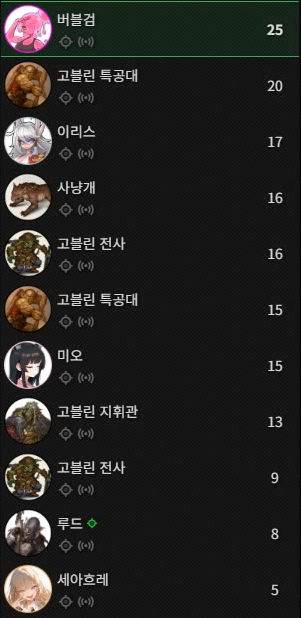 버블검 25
고블린 특공대 20
이리스 17
사냥개 16
고블린 전사 16
고블린 특공대 15
미오 15
고블린 지휘관 13
고블린 전사 9
루드 8
세아흐레 5